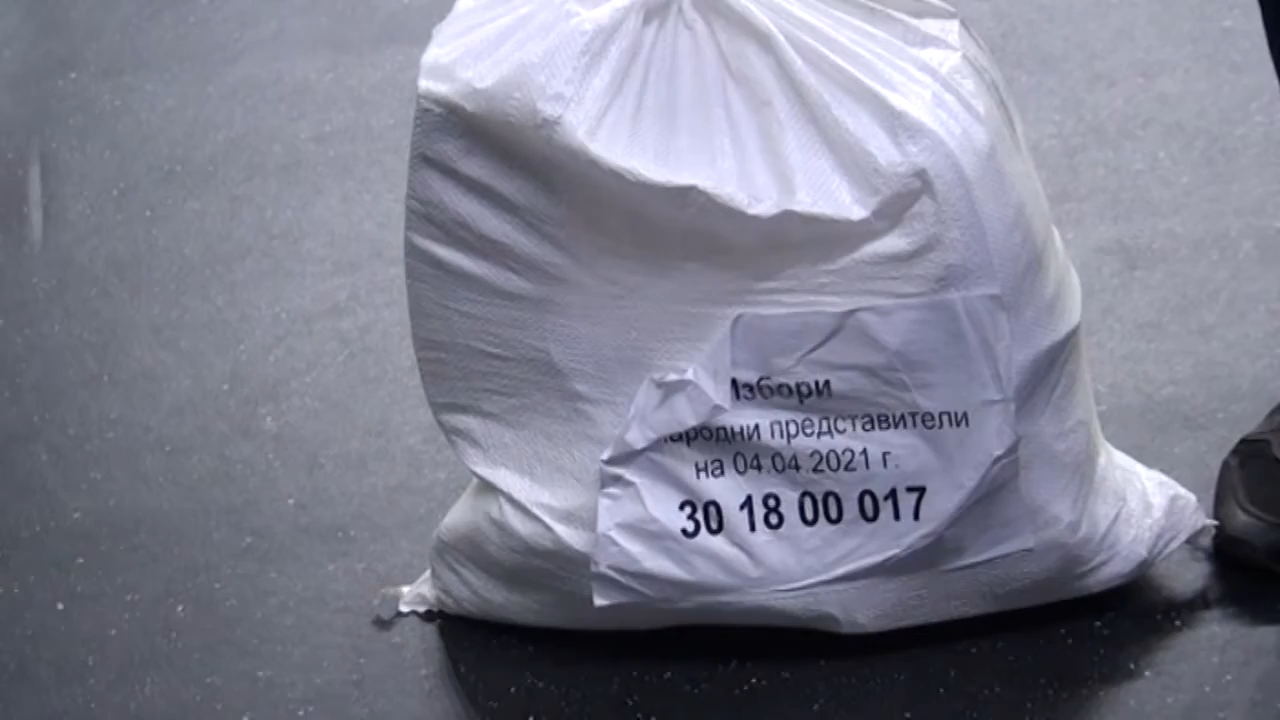 Избори
народни представители
на 04.04.2021 г.
30 18 00 017